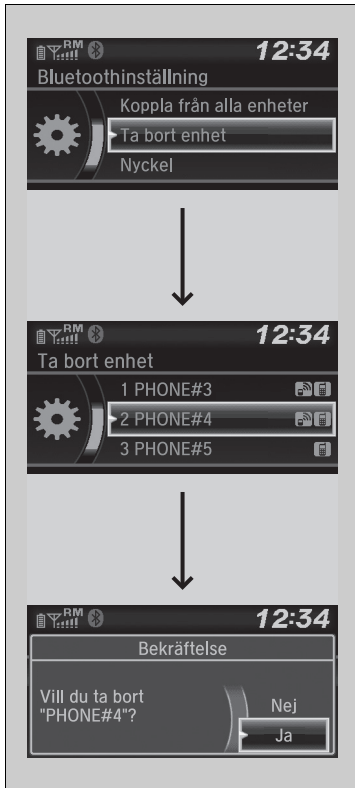 RM 12:34
Bluetoothinställning
Koppla från alla enheter
Ta bort enhet
Nyckel
RM 12:34
Ta bort enhet
1 PHONE#3
2 PHONE#4
3 PHONE#5
RM 12:34
Bekräftelse
Vill du ta bort
"PHONE#4"?
Nej
Ja